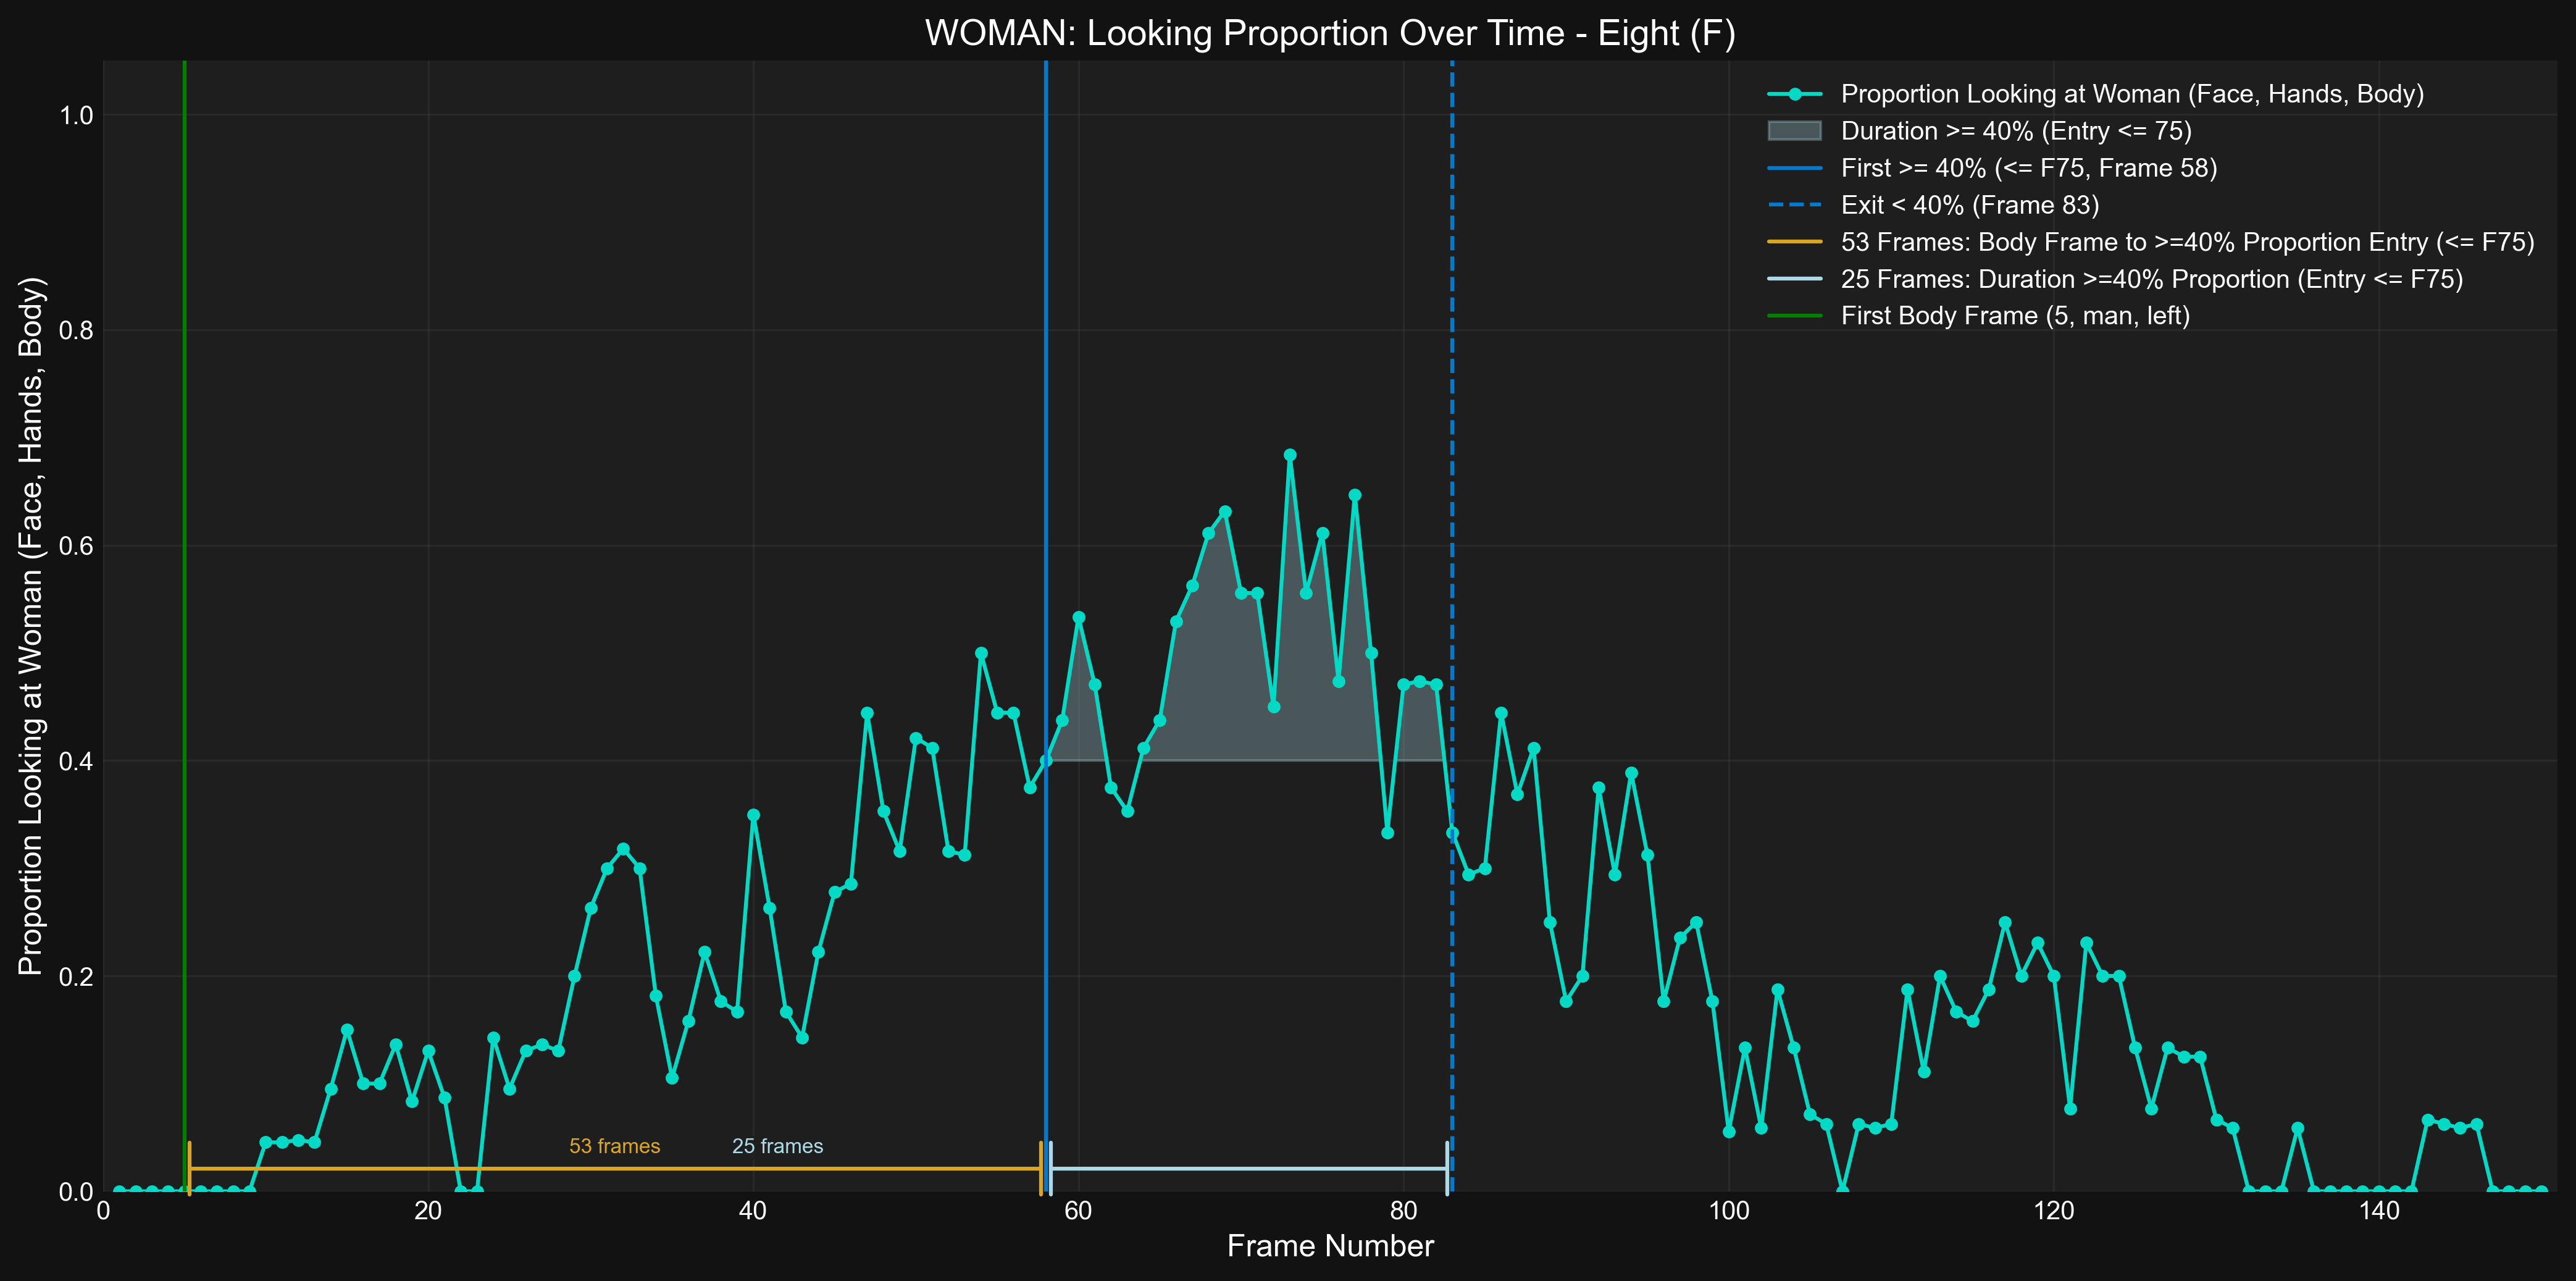 WOMAN: Looking Proportion Over Time - Eight (F)
Proportion Looking at Woman (Face, Hands, Body)
1.0
0.8
0.6
0.4
0.2
0.0
Proportion Looking at Woman (Face, Hands, Body)
Duration >= 40% (Entry <= 75)
First >= 40% (<= F75, Frame 58)
Exit < 40% (Frame 83)
53 Frames: Body Frame to >=40% Proportion Entry (<= F75)
25 Frames: Duration >=40% Proportion (Entry <= F75)
First Body Frame (5, man, left)
53 frames
25 frames
0 20 40 60 80 100 120 140
Frame Number